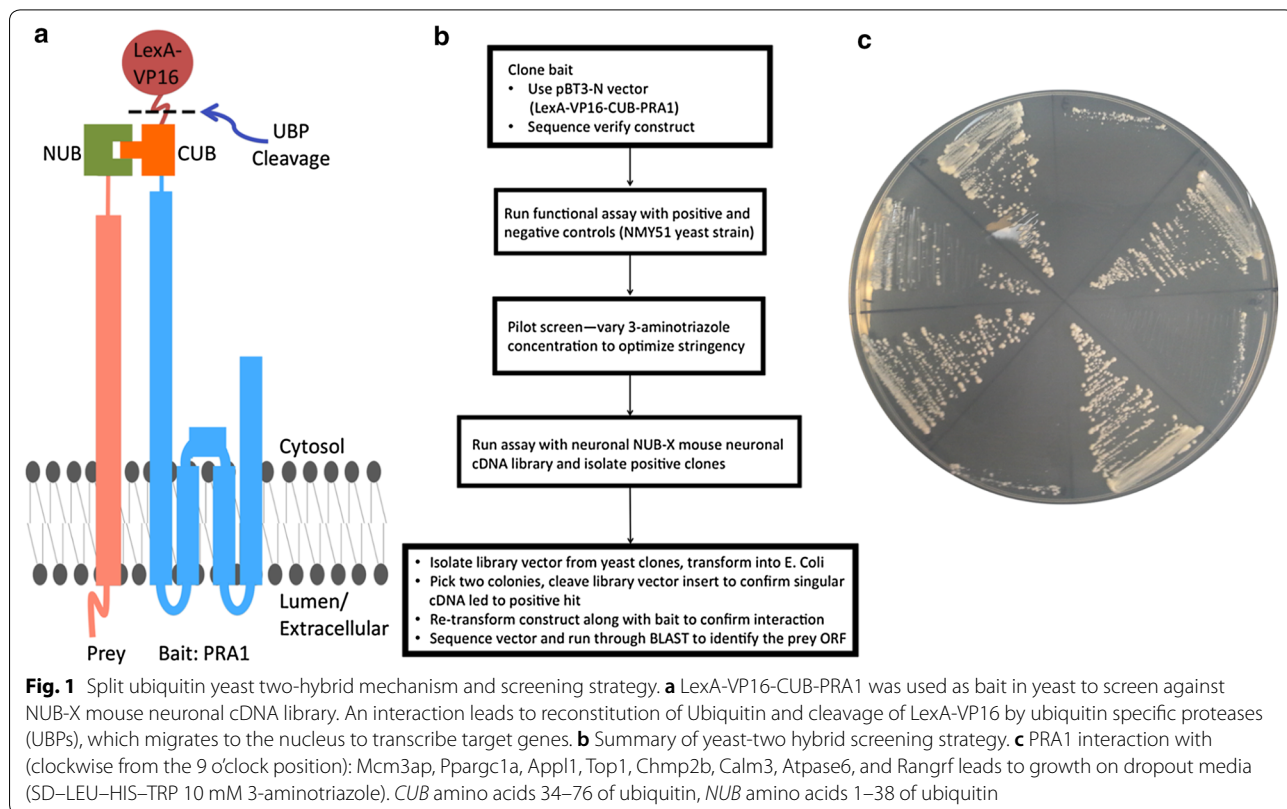 a
LexA-
VP16
UBP
Cleavage
NUB
CUB
Cytosol
Lumen/
Extracellular
Prey
Bait: PRA1
b
Clone bait
• Use pBT3-N vector
(LexA-VP16-CUB-PRA1)
• Sequence verify construct
Run functional assay with positive and
negative controls (NMY51 yeast strain)
Pilot screen—vary 3-aminotriazole
concentration to optimize stringency
Run assay with neuronal NUB-X mouse neuronal
cDNA library and isolate positive clones
• Isolate library vector from yeast clones, transform into E. Coli
• Pick two colonies, cleave library vector insert to confirm singular
cDNA led to positive hit
• Re-transform construct along with bait to confirm interaction
• Sequence vector and run through BLAST to identify the prey ORF
c
Fig. 1 Split ubiquitin yeast two-hybrid mechanism and screening strategy. a LexA-VP16-CUB-PRA1 was used as bait in yeast to screen against
NUB-X mouse neuronal cDNA library. An interaction leads to reconstitution of Ubiquitin and cleavage of LexA-VP16 by ubiquitin specific proteases
(UBPs), which migrates to the nucleus to transcribe target genes. b Summary of yeast-two hybrid screening strategy. c PRA1 interaction with
(clockwise from the 9 o'clock position): Mcm3ap, Ppargc1a, Appl1, Top1, Chmp2b, Calm3, Atpase6, and Rangrf leads to growth on dropout media
(SD–LEU–HIS–TRP 10 mM 3-aminotriazole). CUB amino acids 34–76 of ubiquitin, NUB amino acids 1–38 of ubiquitin